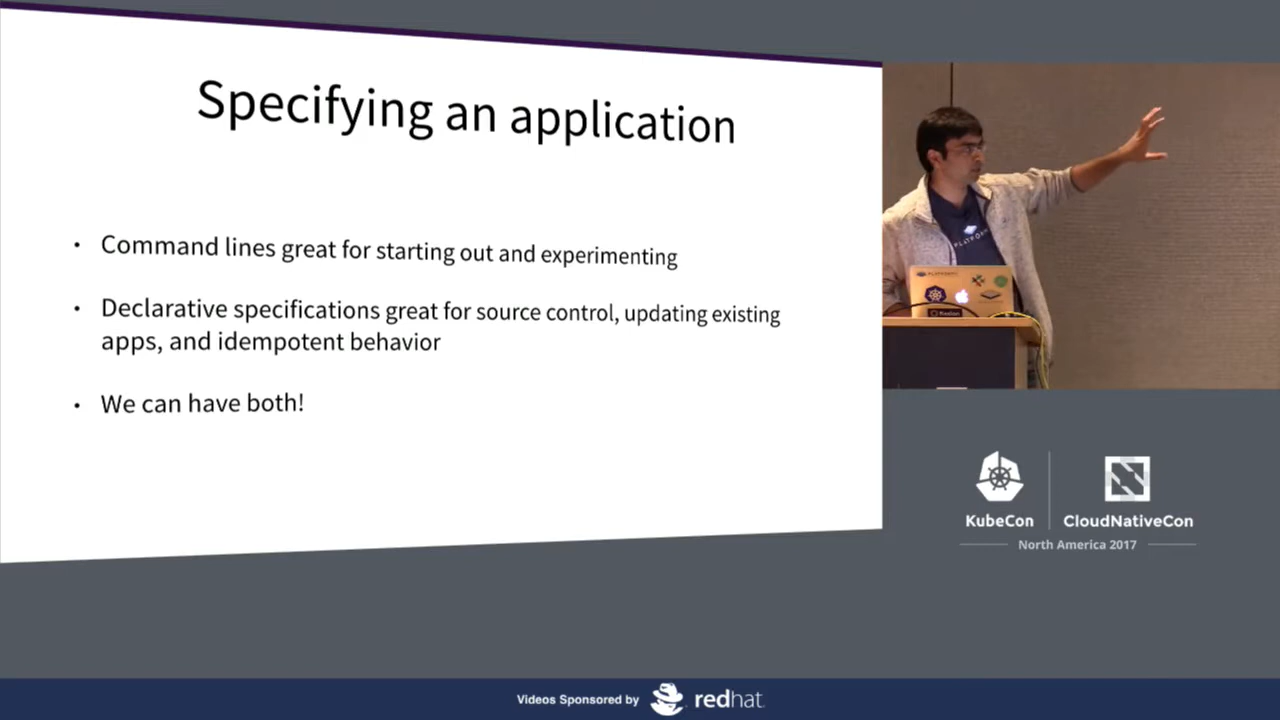 Specifying an application
• Command lines great for starting out and experimenting
• Declarative specifications great for source control, updating existing
apps, and idempotent behavior
• We can have both!
PLATFORM
KubeCon
CloudNativeCon
North America 2017
Videos Sponsored by
redhat